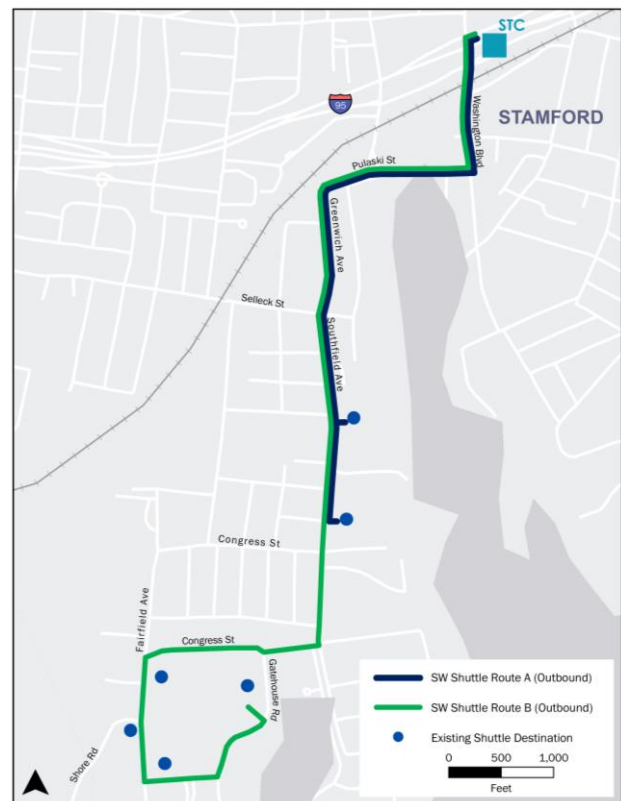 STC
95
STAMFORD
Washington Blvd
Pulaski St
Greenwich Ave
Selleck St
Southfield Ave
Congress St
Fairfield Ave
Congress St
Gatehouse Rd
Shore Rd
SW Shuttle Route A (Outbound)
SW Shuttle Route B (Outbound)
Existing Shuttle Destination
0 500 1,000
Feet